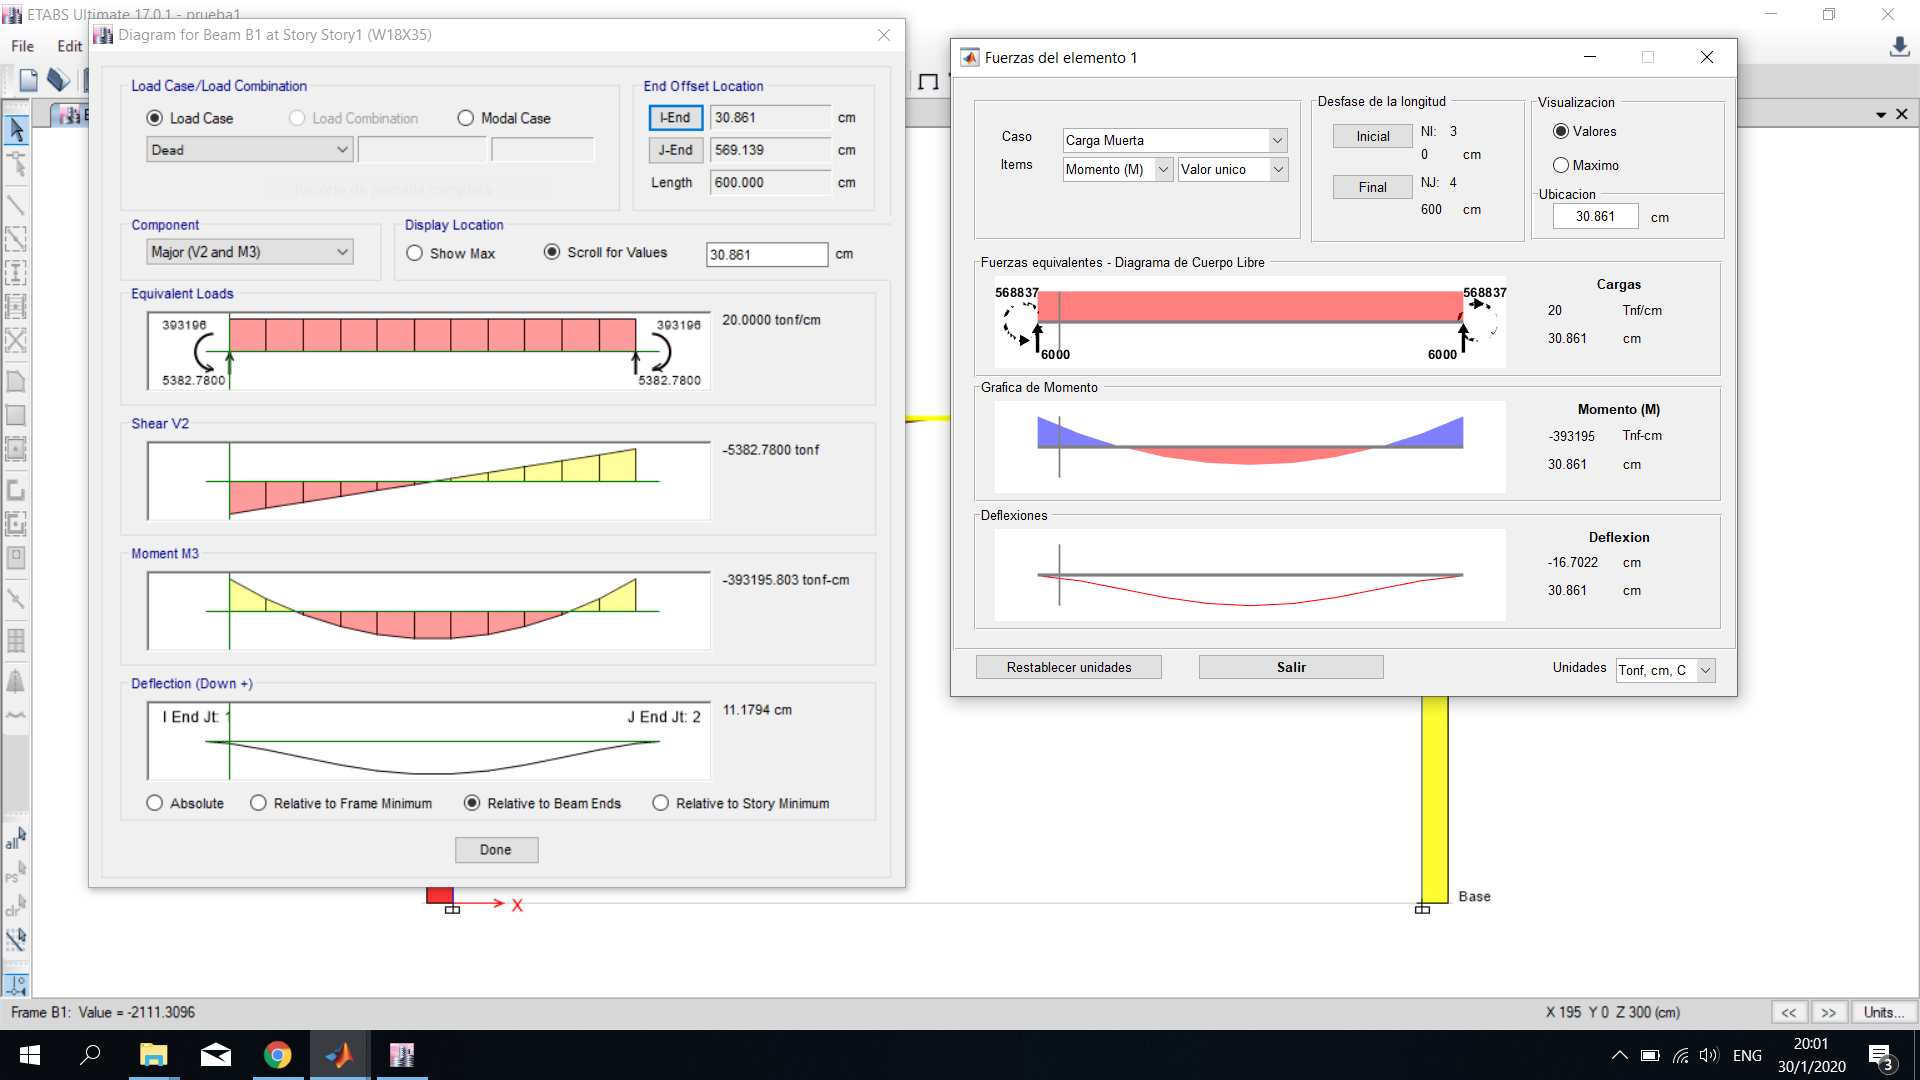 ETABS Ultimate 17.0.1 - prueba1
File
Edit
Diagram for Beam B1 at Story Story1 (W18X35)
Load Case/Load Combination
Load Case
Load Combination
Modal Case
Dead
End Offset Location
I-End
30.861
cm
J-End
569.139
cm
Length
600.000
cm
Component
Major (V2 and M3)
Display Location
Show Max
Scroll for Values
30.861
cm
Equivalent Loads
393196
393196
5382.7800
5382.7800
20.0000 tonf/cm
Shear V2
-5382.7800 tonf
Moment M3
-393195.803 tonf-cm
Deflection (Down +)
I End Jt: 1
J End Jt: 2
11.1794 cm
Absolute
Relative to Frame Minimum
Relative to Beam Ends
Relative to Story Minimum
Done
Fuerzas del elemento 1
Caso
Carga Muerta
Items
Momento (M)
Valor unico
Desfase de la longitud
Inicial
NI: 3
0 cm
Final
NJ: 4
600 cm
Visualizacion
Valores
Maximo
Ubicacion
30.861
cm
Fuerzas equivalentes - Diagrama de Cuerpo Libre
568837
568837
6000
6000
Cargas
20 Tnf/cm
30.861 cm
Grafica de Momento
Momento (M)
-393195 Tnf-cm
30.861 cm
Deflexiones
Deflexion
-16.7022 cm
30.861 cm
Restablecer unidades
Salir
Unidades
Tonf, cm, C
all
ps
clr
X
Base
Frame B1: Value = -2111.3096
X 195 Y 0 Z 300 (cm)
<<
>>
Units...
ENG
20:01
30/1/2020
3